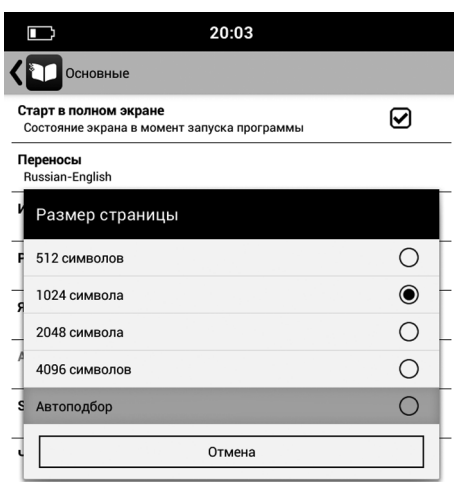 20:03
Основные
Старт в полном экране
Состояние экрана в момент запуска программы
Переносы
Russian-English
Размер страницы
512 символов
1024 символа
2048 символа
4096 символов
Автоподбор
Отмена